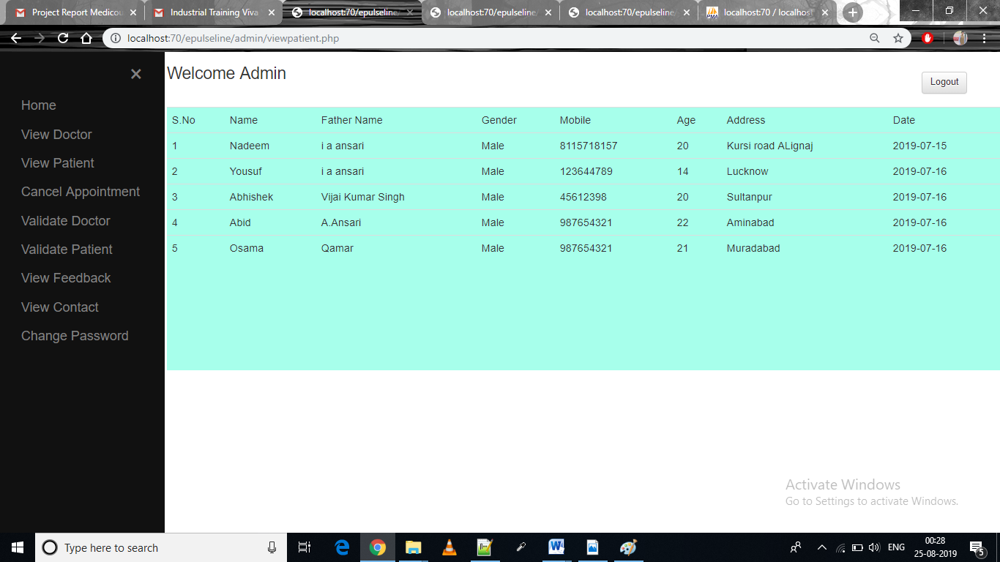 Project Report Medicou
Industrial Training Viva
localhost:70/epulseline/
localhost:70/epulseline/
localhost:70/epulseline/
localhost:70 / localhost
localhost:70/epulseline/admin/viewpatient.php
Welcome Admin
Logout
Home
View Doctor
View Patient
Cancel Appointment
Validate Doctor
Validate Patient
View Feedback
View Contact
Change Password
S.No Name Father Name Gender Mobile Age Address Date
1 Nadeem i a ansari Male 8115718157 20 Kursi road ALignaj 2019-07-15
2 Yousuf i a ansari Male 123644789 14 Lucknow 2019-07-16
3 Abhishek Vijai Kumar Singh Male 45612398 20 Sultanpur 2019-07-16
4 Abid A.Ansari Male 987654321 22 Aminabad 2019-07-16
5 Osama Qamar Male 987654321 21 Muradabad 2019-07-16
Activate Windows
Go to Settings to activate Windows.
Type here to search
ENG
00:28
25-08-2019
5